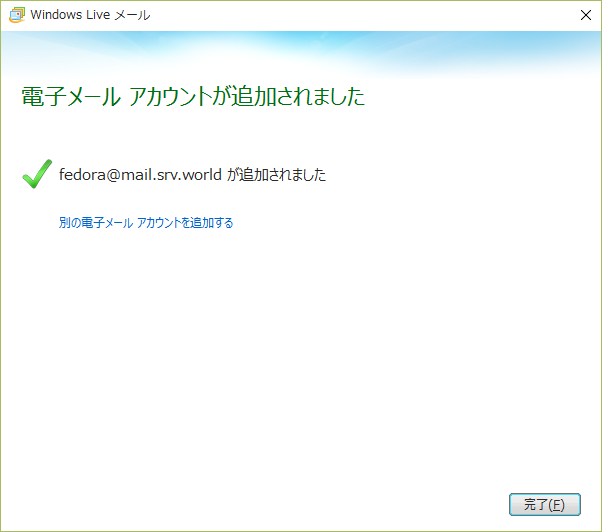 Windows Live メール
電子メール アカウントが追加されました
fedora@mail.srv.world が追加されました
別の電子メール アカウントを追加する
完了(F)